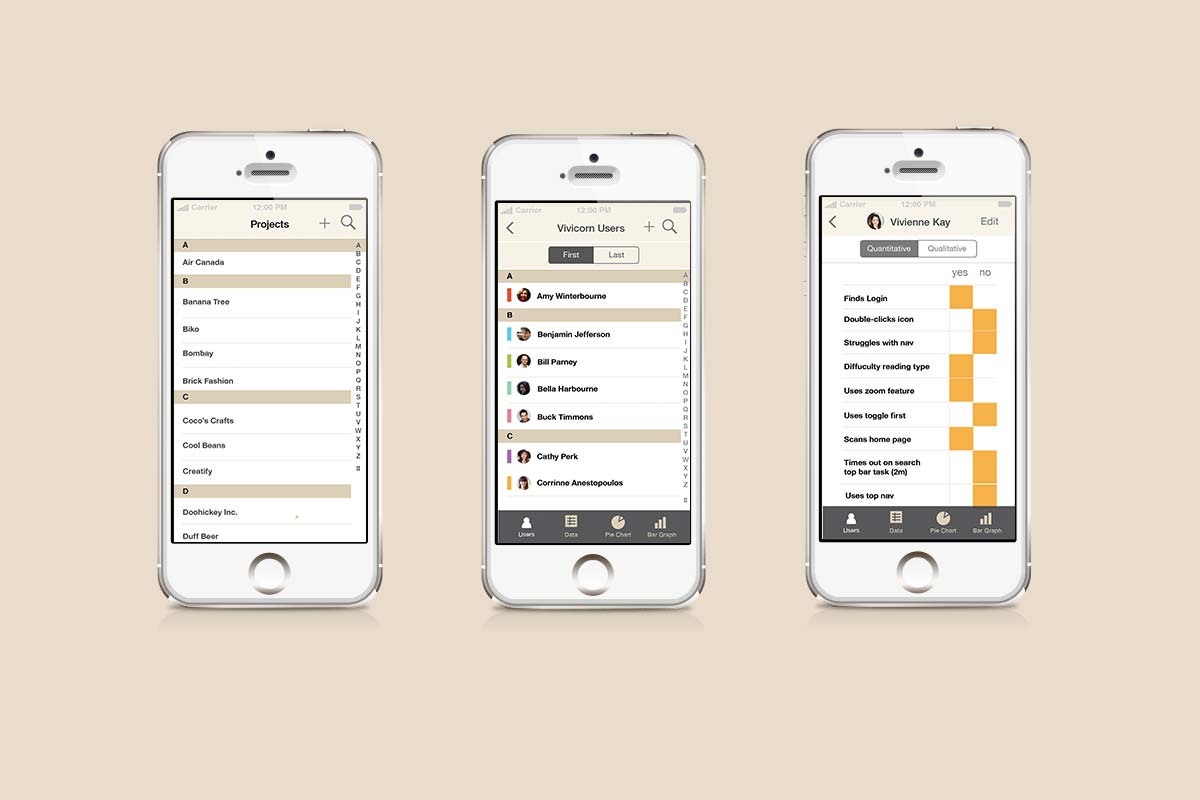 Carrier 12:00 PM
Projects
A
Air Canada
B
Banana Tree
Biko
Bombay
Brick Fashion
C
Coco's Crafts
Cool Beans
Creatify
D
Doohickey Inc.
Duff Beer
A
B
C
D
E
F
G
H
I
J
K
L
M
N
O
P
Q
R
S
T
U
V
W
X
Y
Z
#
Carrier 12:00 PM
Vivicorn Users
First Last
A
Amy Winterbourne
B
Benjamin Jefferson
Bill Parney
Bella Harbourne
Buck Timmons
C
Cathy Perk
Corrinne Anestopoulos
A
B
C
D
E
F
G
H
I
J
K
L
M
N
O
P
Q
R
S
T
U
V
W
X
Y
Z
#
Users Data Pie Chart Bar Graph
Carrier 12:00 PM
Vivienne Kay Edit
Quantitative Qualitative
yes no
Finds Login
Double-clicks icon
Struggles with nav
Diffuculty reading type
Uses zoom feature
Uses toggle first
Scans home page
Times out on search
top bar task (2m)
Uses top nav
Users Data Pie Chart Bar Graph